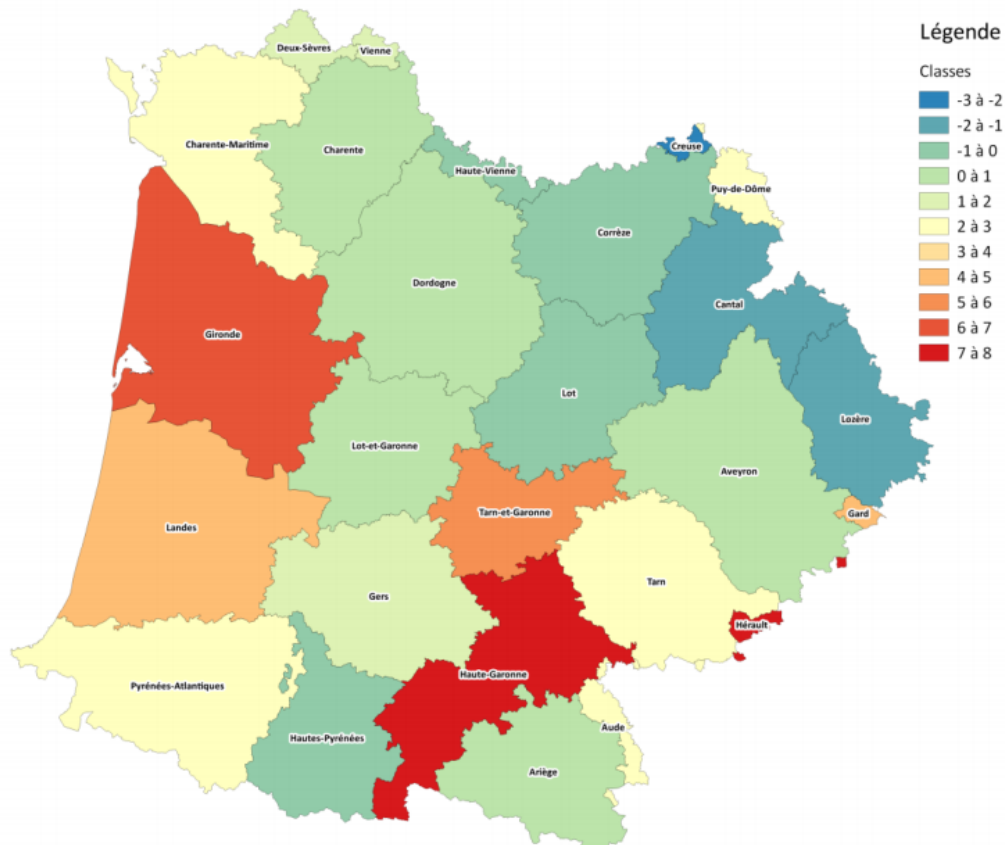 Légende
Classes
-3 à -2
-2 à -1
-1 à 0
0 à 1
1 à 2
2 à 3
3 à 4
4 à 5
5 à 6
6 à 7
7 à 8
Deux-Sèvres
Vienne
Charente-Maritime
Charente
Haute-Vienne
Creuse
Puy-de-Dôme
Corrèze
Dordogne
Cantal
Gironde
Lot
Lozère
Lot-et-Garonne
Aveyron
Landes
Tarn-et-Garonne
Gard
Gers
Tarn
Hérault
Pyrénées-Atlantiques
Haute-Garonne
Hautes-Pyrénées
Aude
Ariège